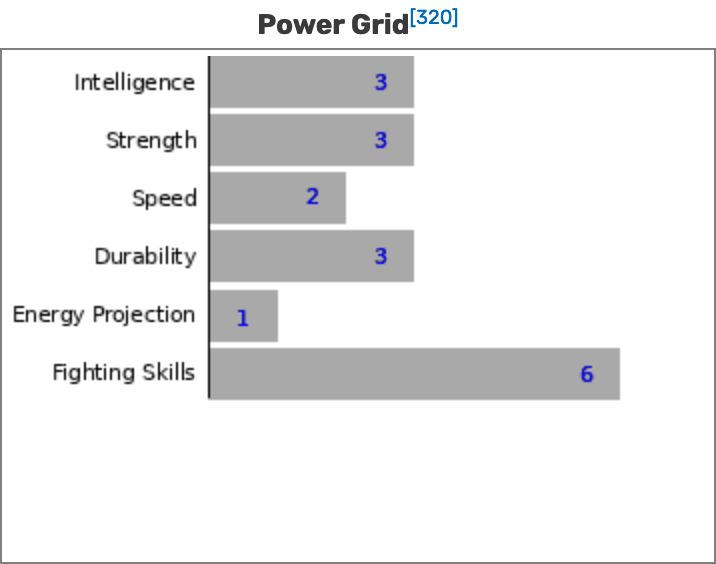 Power Grid[320]
Intelligence 3
Strength 3
Speed 2
Durability 3
Energy Projection 1
Fighting Skills 6